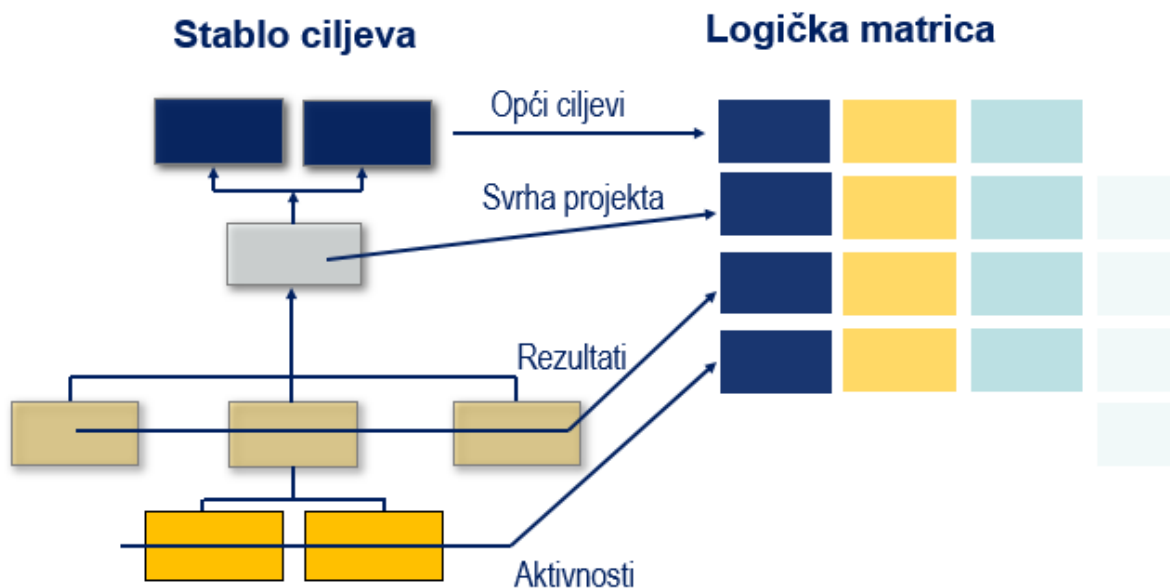 Stablo ciljeva
Logička matrica
Opći ciljevi
Svrha projekta
Rezultati
Aktivnosti